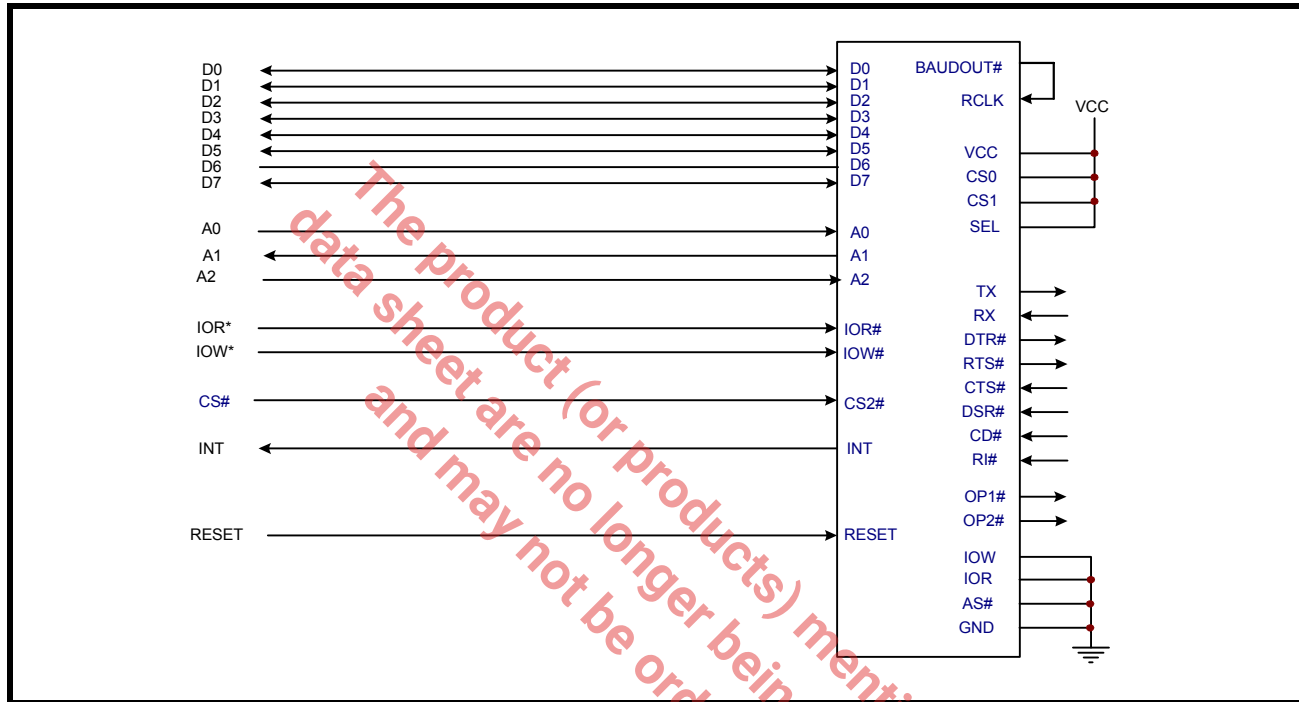 D0
D1
D2
D3
D4
D5
D6
D7
A0
A1
A2
IOR*
IOW*
CS#
INT
RESET
D0
D1
D2
D3
D4
D5
D6
D7
A0
A1
A2
IOR#
IOW#
CS2#
INT
RESET
BAUDOUT#
RCLK
VCC
CS0
CS1
SEL
TX
RX
DTR#
RTS#
CTS#
DSR#
CD#
RI#
OP1#
OP2#
IOW
IOR
AS#
GND
VCC
The product (or products) menti
data sheet are no longer bein
and may not be ord